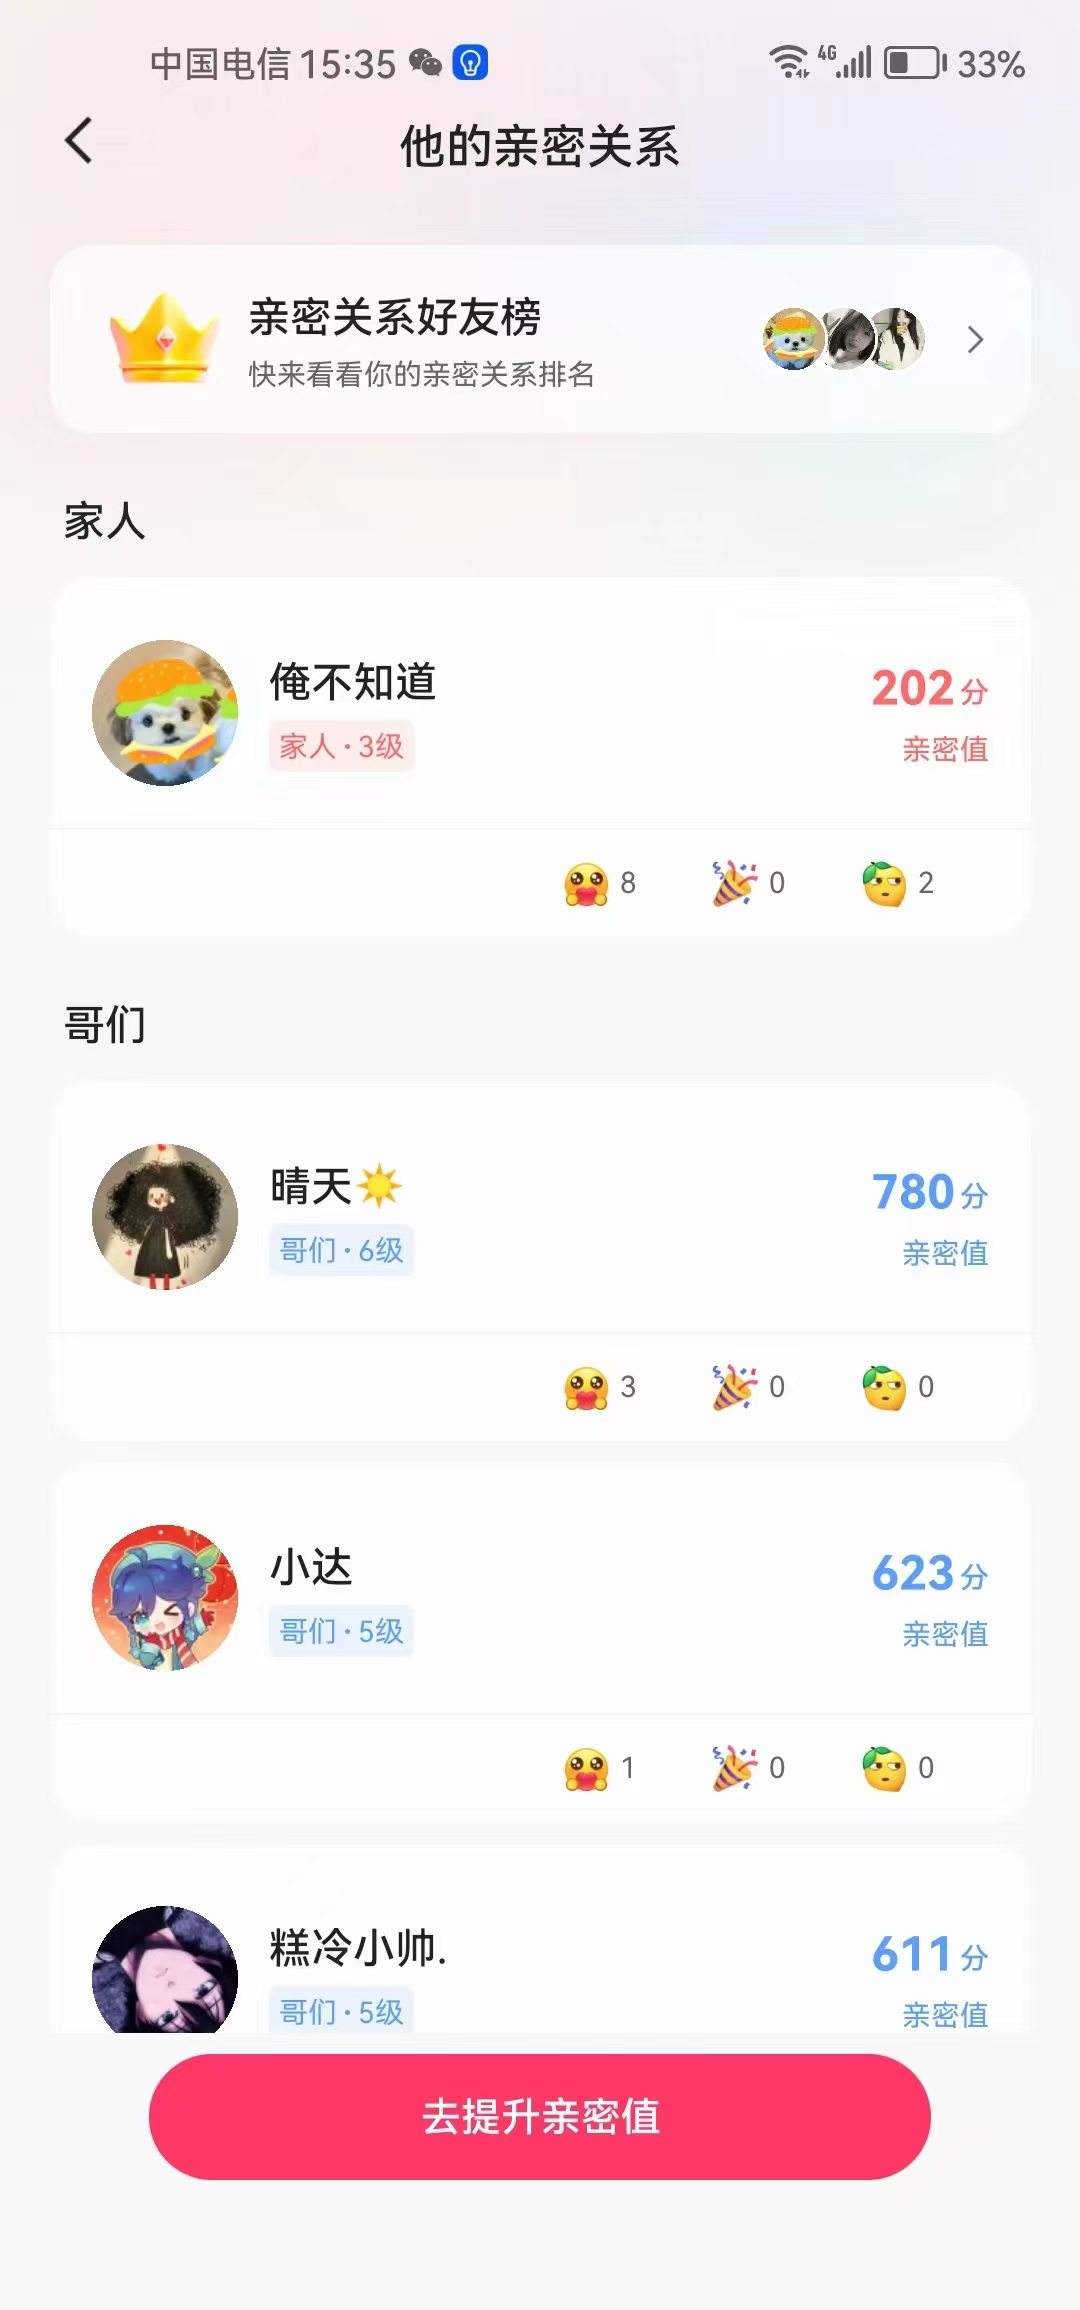 中国电信 15:35 4G 33%
他的亲密关系
亲密关系好友榜
快来看看你的亲密关系排名
家人
俺不知道
202分
家人·3级
亲密值
8 0 2
哥们
晴天☀️
780分
哥们·6级
亲密值
3 0 0
小达
623分
哥们·5级
亲密值
1 0 0
糕冷小帅.
611分
哥们·5级
亲密值
去提升亲密值